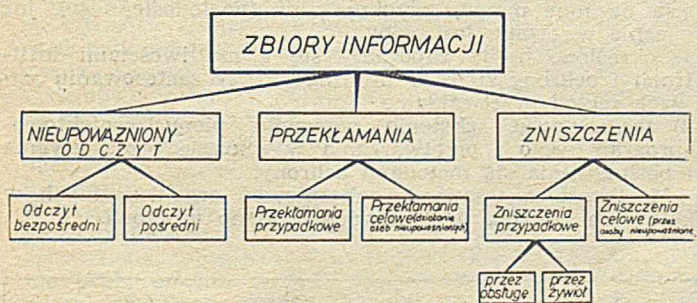 ZBIORY INFORMACJI
NIEUPOWAŻNIONY
ODCZYT
PRZEKŁAMANIA
ZNISZCZENIA
Odczyt
bezpośredni
Odczyt
pośredni
Przekłamania
przypadkowe
Przekłamania
celowe (działanie
osób nieupoważnionych)
Zniszczenia
przypadkowe
Zniszczenia
celowe (przez
osoby nieupoważnione)
przez
obsługę
przez
żywioł